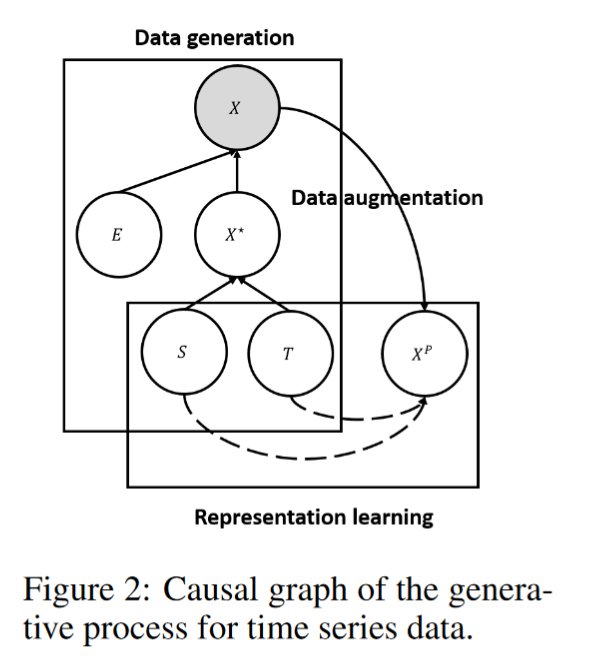 Data generation
X
Data augmentation
E
X*
S
T
X^P
Representation learning
Figure 2: Causal graph of the genera-
tive process for time series data.